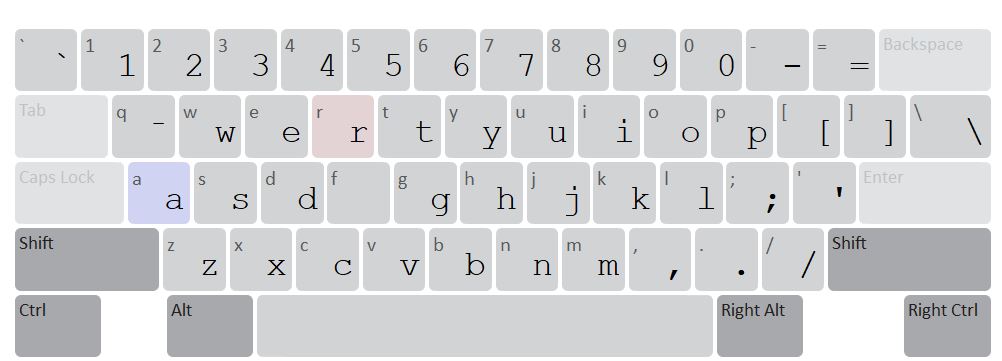 ` ` 1 1 2 2 3 3 4 4 5 5 6 6 7 7 8 8 9 9 0 0 - - = = Backspace
Tab q ¯ w w e e r r t t y y u u i i o o p p [ [ ] ] \ \
Caps Lock a a s s d d f g g h h j j k k l l ; ; ' ' Enter
Shift z z x x c c v v b b n n m m , , . . / / Shift
Ctrl Alt Right Alt Right Ctrl